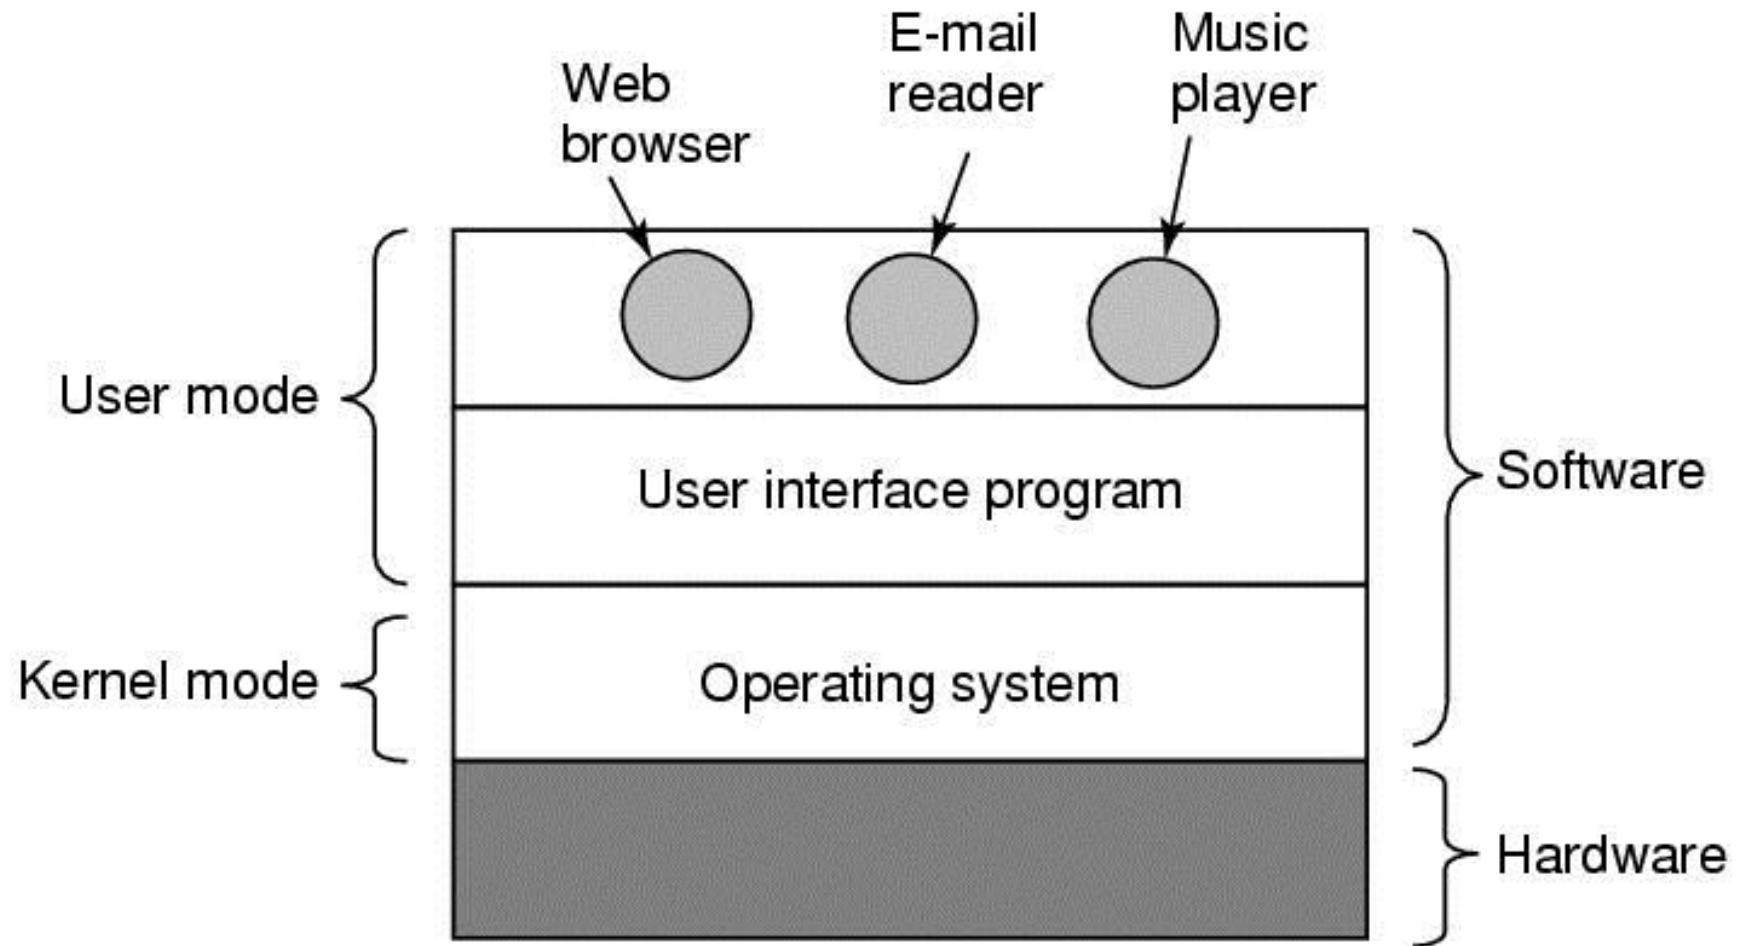 Web
browser
E-mail
reader
Music
player
User mode
User interface program
Software
Kernel mode
Operating system
Hardware